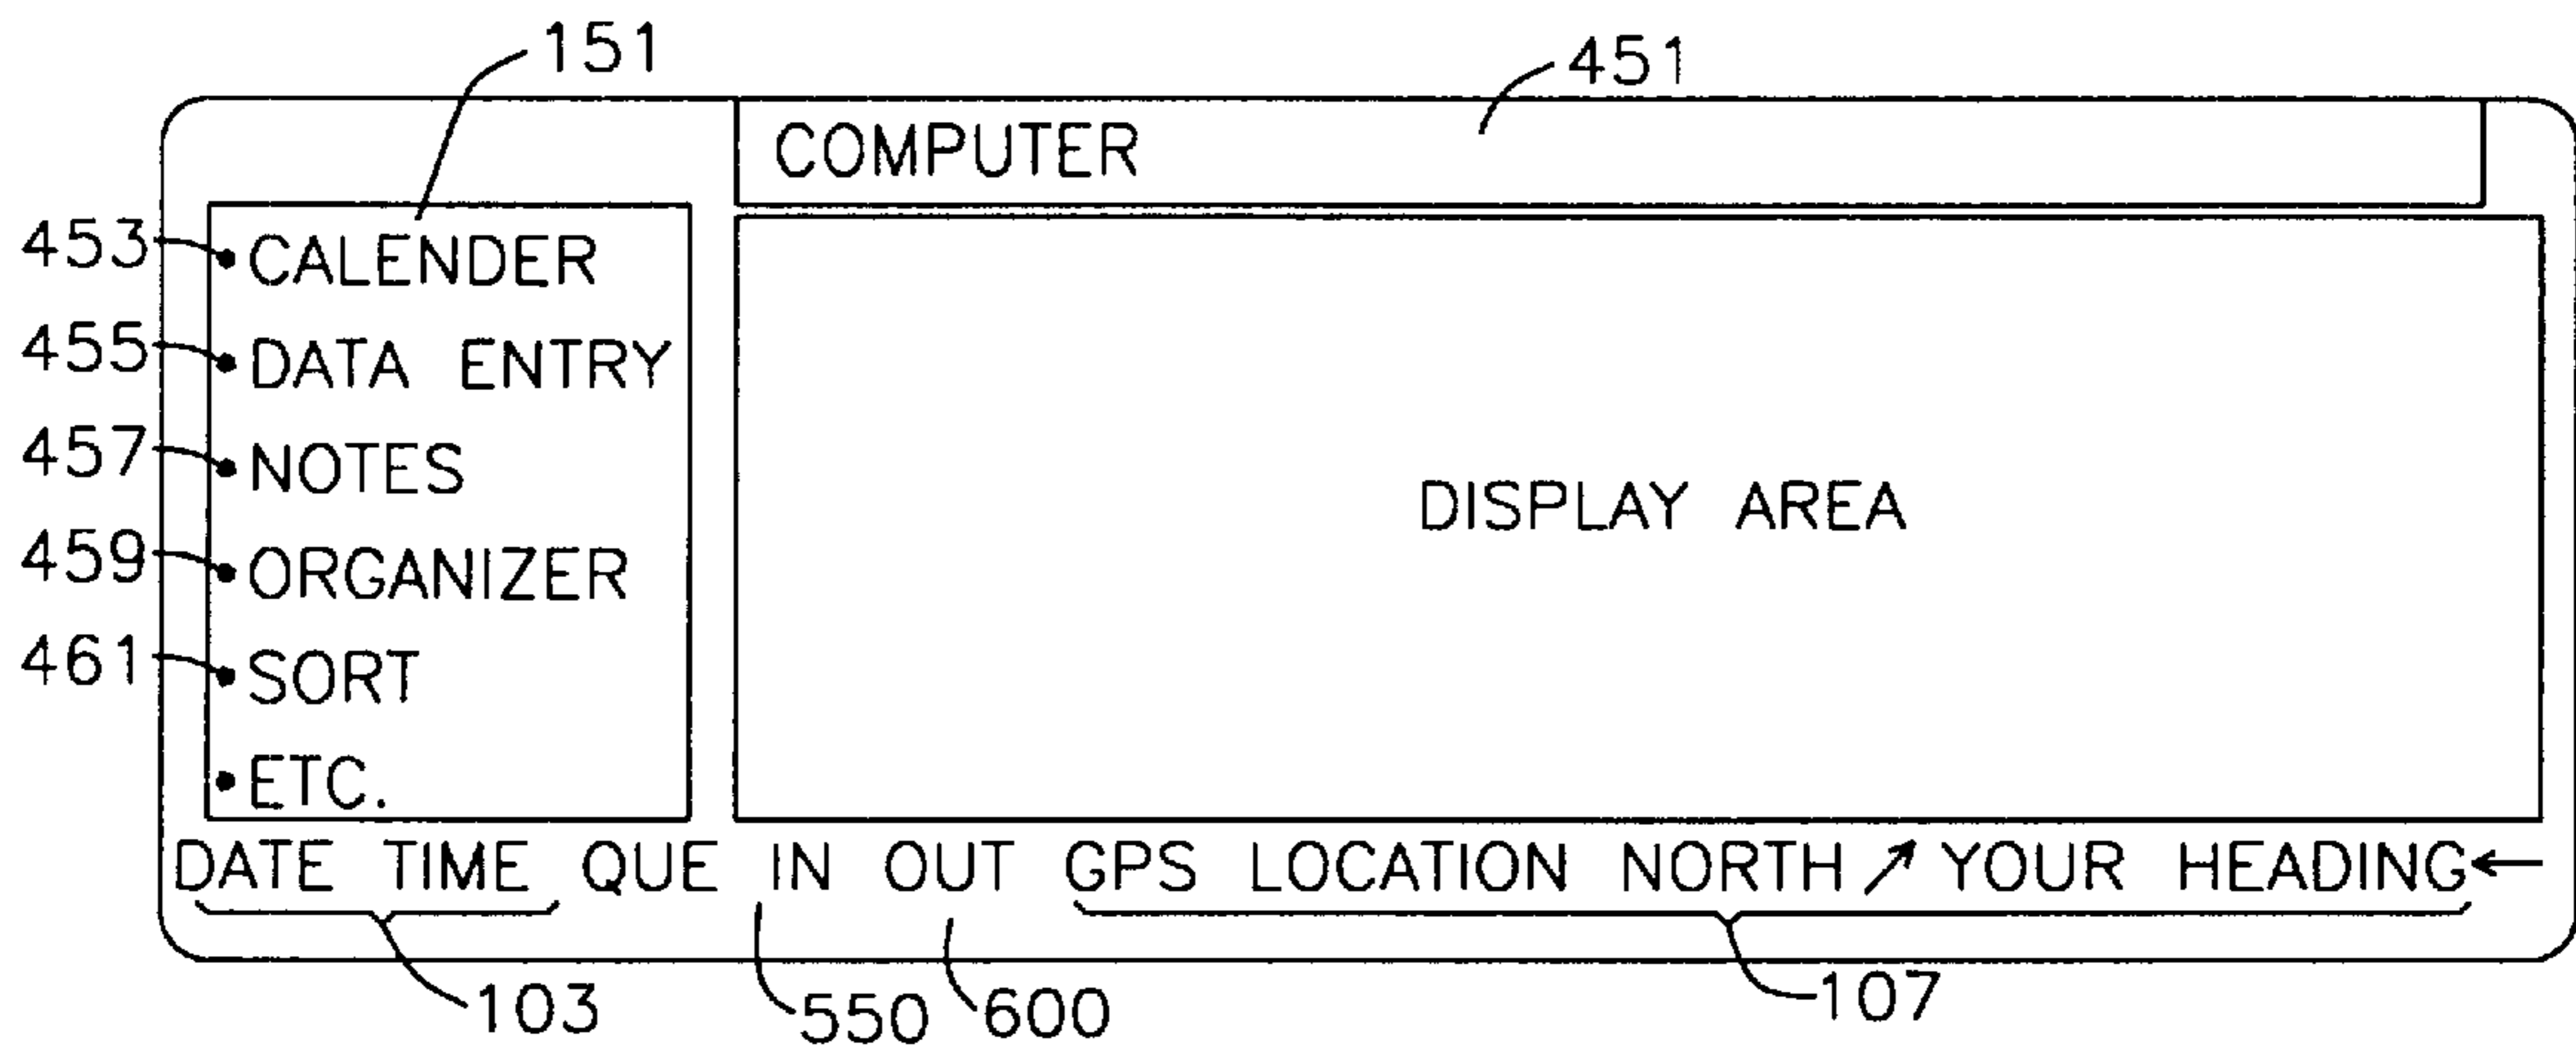 151
451
COMPUTER
453 • CALENDER
455 • DATA ENTRY
457 • NOTES
459 • ORGANIZER
461 • SORT
• ETC.
DISPLAY AREA
DATE TIME QUE IN OUT GPS LOCATION NORTH ↗ YOUR HEADING ←
103
550
600
107